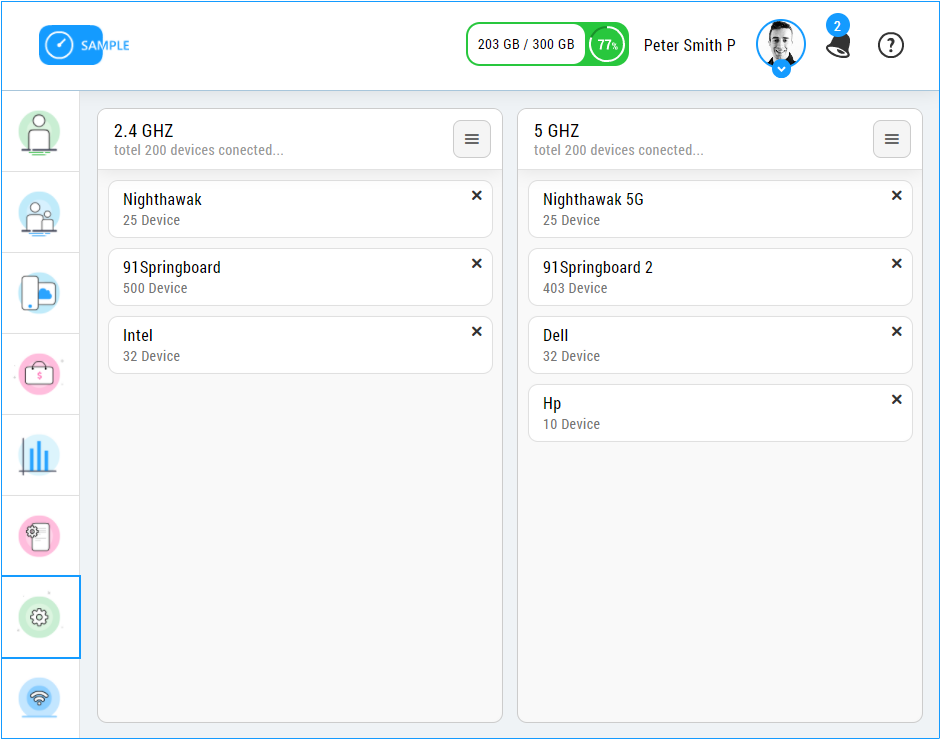 SAMPLE
203 GB / 300 GB
77%
Peter Smith P
2
?
2.4 GHZ
totel 200 devices conected...
Nighthawak
25 Device
91Springboard
500 Device
Intel
32 Device
5 GHZ
totel 200 devices conected...
Nighthawak 5G
25 Device
91Springboard 2
403 Device
Dell
32 Device
Hp
10 Device
$